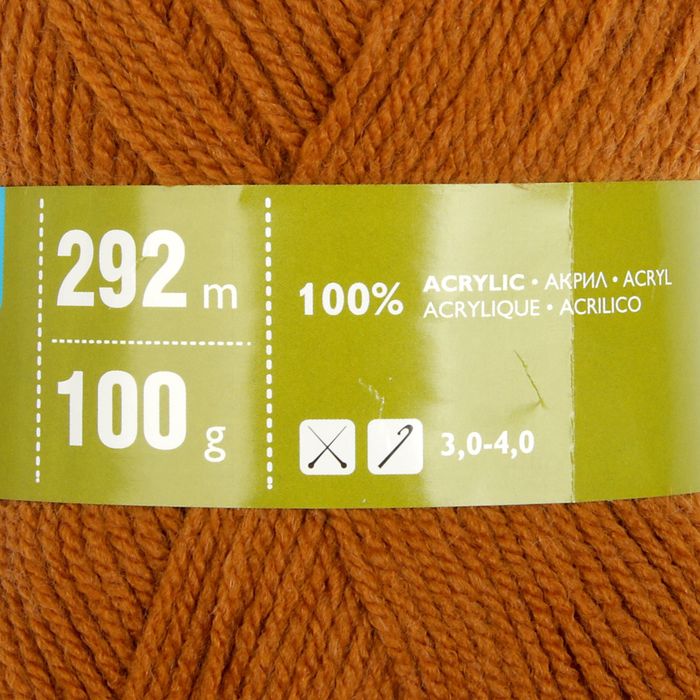 292 m
100 g
100% ACRYLIC • АКРИЛ • ACRYL
ACRYLIQUE • ACRILICO
3,0-4,0